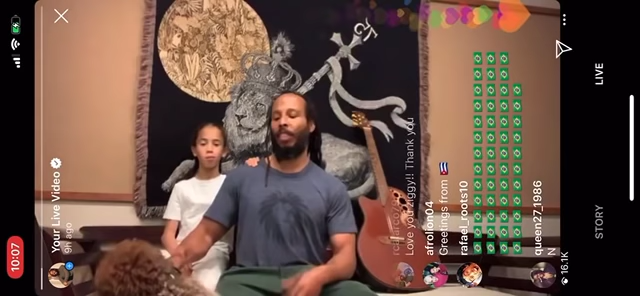 10:07
Your Live Video
9h ago
Love you ziggy!! Thank you
afrolion04
Greetings from 🇨🇺
rafael_roots10
queen27_1986
N
16.1K
STORY
LIVE